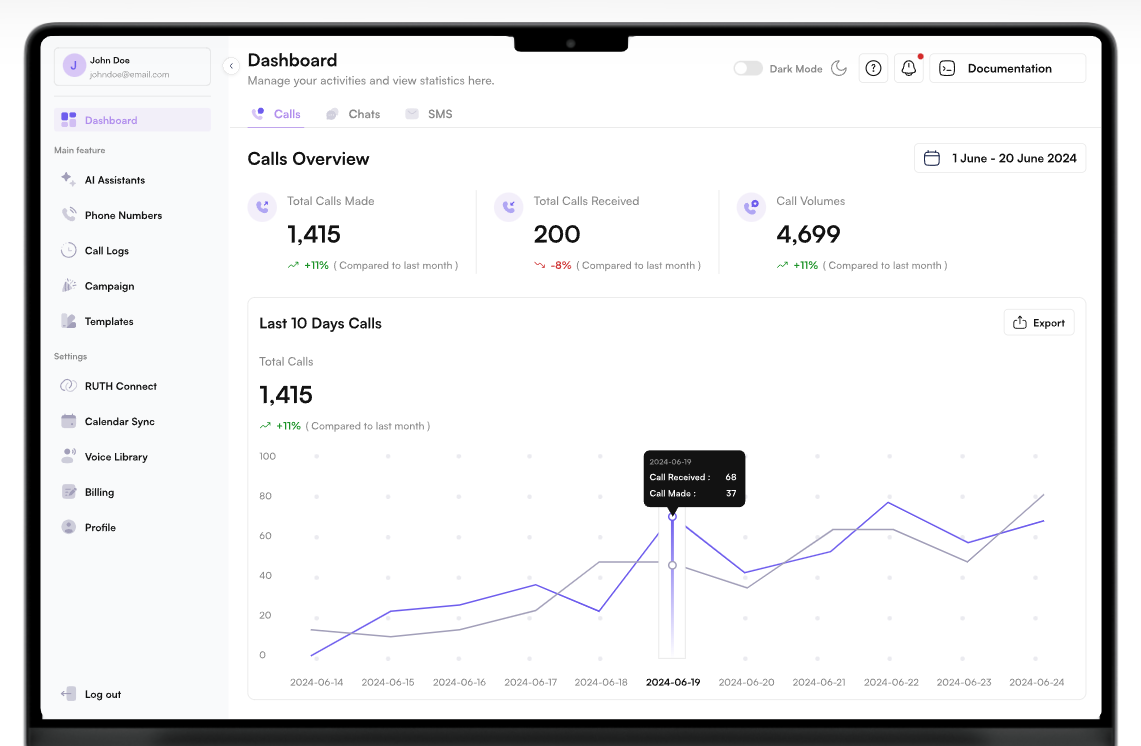 J
John Doe
johndoe@email.com
Dashboard
Main feature
AI Assistants
Phone Numbers
Call Logs
Campaign
Templates
Settings
RUTH Connect
Calendar Sync
Voice Library
Billing
Profile
Log out
Dashboard
Manage your activities and view statistics here.
Dark Mode
Documentation
Calls Chats SMS
Calls Overview
1 June - 20 June 2024
Total Calls Made
1,415
+11% ( Compared to last month )
Total Calls Received
200
-8% ( Compared to last month )
Call Volumes
4,699
+11% ( Compared to last month )
Last 10 Days Calls
Export
Total Calls
1,415
+11% ( Compared to last month )
100
80
60
40
20
0
2024-06-19
Call Received : 68
Call Made : 37
2024-06-14 2024-06-15 2024-06-16 2024-06-17 2024-06-18 2024-06-19 2024-06-20 2024-06-21 2024-06-22 2024-06-23 2024-06-24